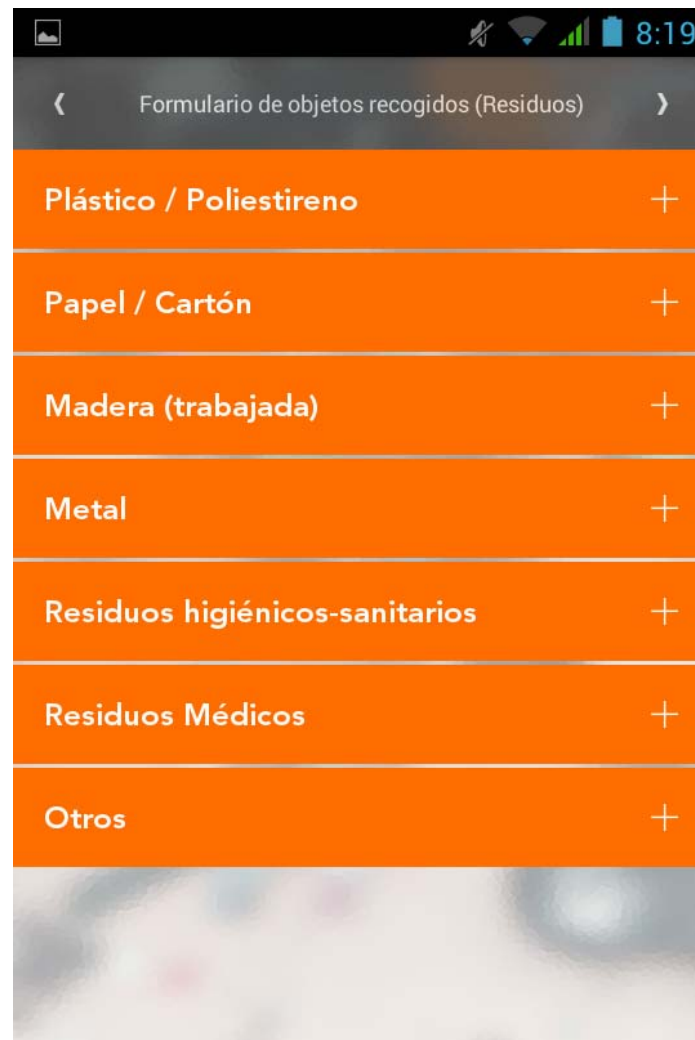 8:19
Formulario de objetos recogidos (Residuos)
Plástico / Poliestireno
Papel / Cartón
Madera (trabajada)
Metal
Residuos higiénicos-sanitarios
Residuos Médicos
Otros